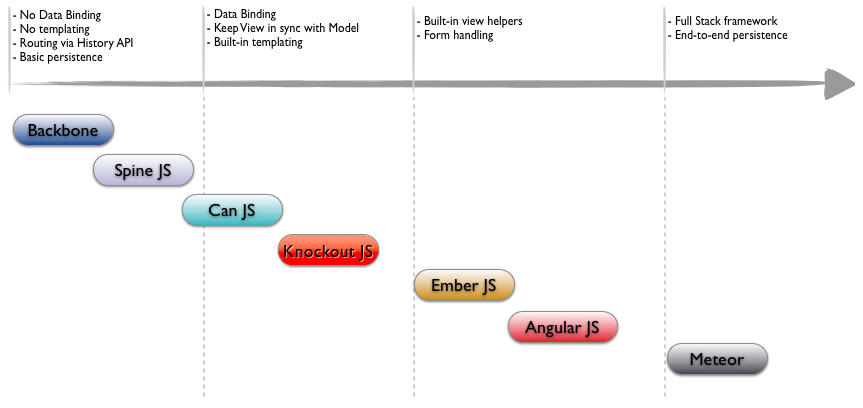 - No Data Binding
- No templating
- Routing via History API
- Basic persistence
- Data Binding
- Keep View in sync with Model
- Built-in templating
- Built-in view helpers
- Form handling
- Full Stack framework
- End-to-end persistence
Backbone
Spine JS
Can JS
Knockout JS
Ember JS
Angular JS
Meteor